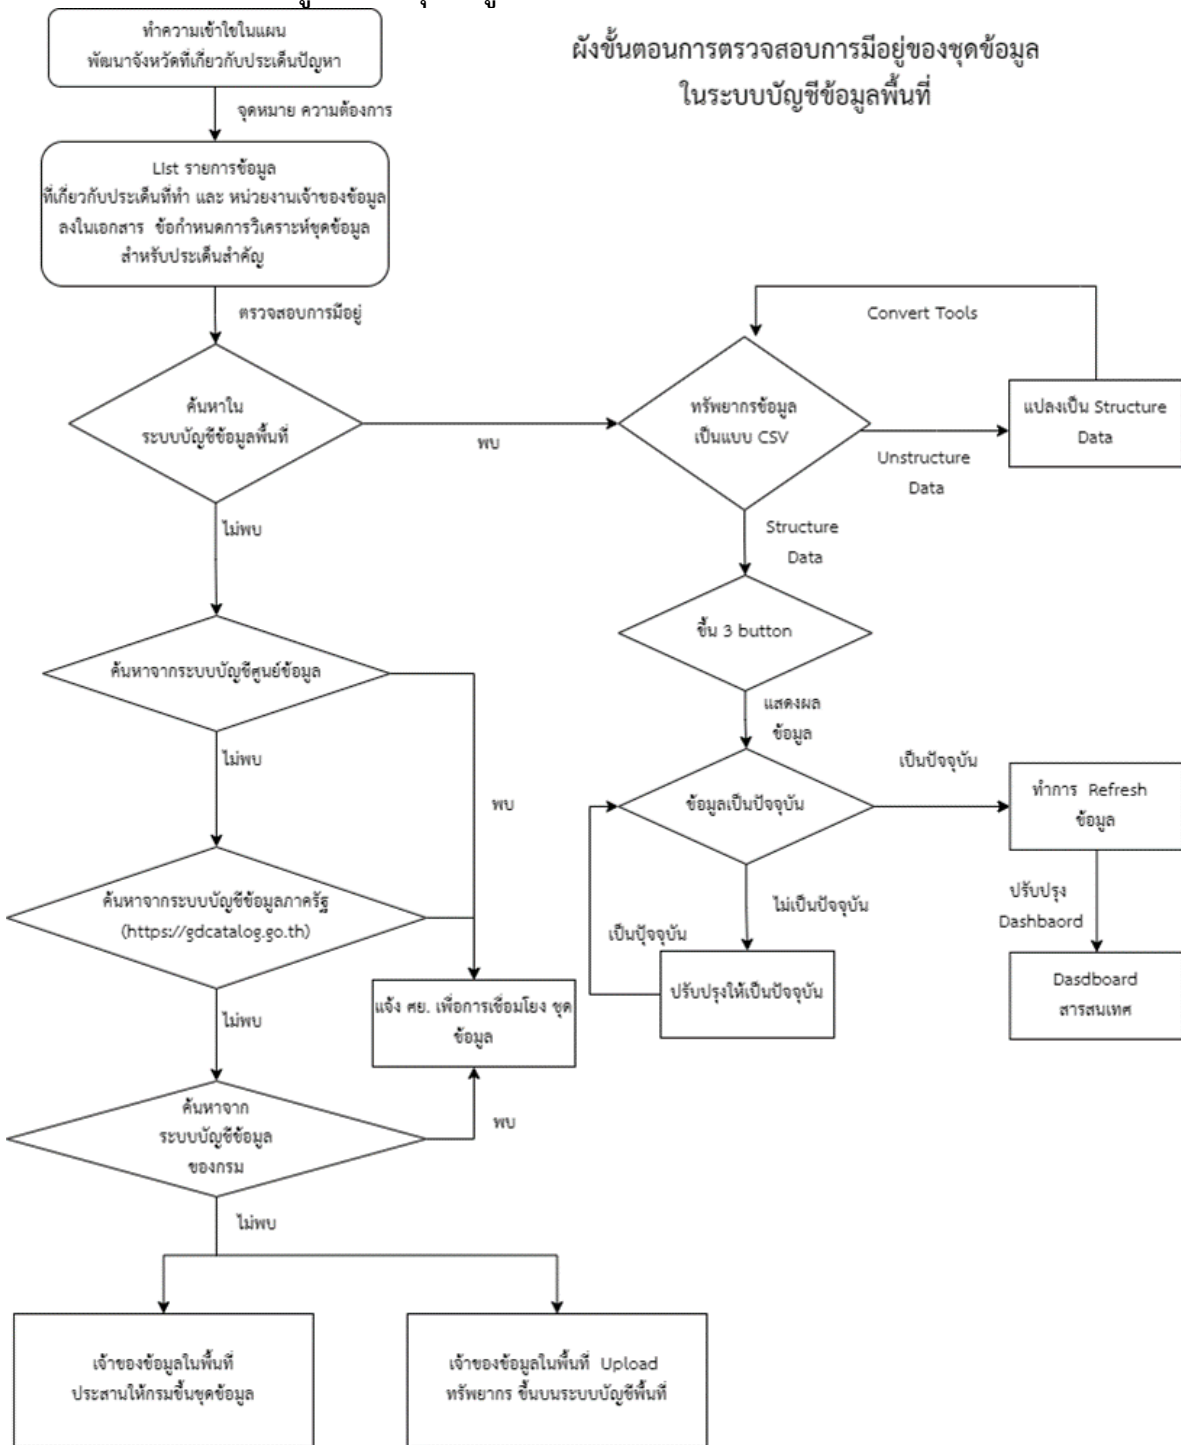 ทำความเข้าใขในแผน
พัฒนาจังหวัดที่เกี่ยวกับประเด็นปัญหา
ผังขั้นตอนการตรวจสอบการมีอยู่ของชุดข้อมูล
ในระบบบัญชีข้อมูลพื้นที่
จุดหมาย ความต้องการ
List รายการข้อมูล
ที่เกี่ยวกับประเด็นที่ทำ และ หน่วยงานเจ้าของข้อมูล
ลงในเอกสาร ข้อกำหนดการวิเคราะห์ชุดข้อมูล
สำหรับประเด็นสำคัญ
ตรวจสอบการมีอยู่
ค้นหาใน
ระบบบัญชีข้อมูลพื้นที่
พบ
ไม่พบ
ทรัพยากรข้อมูล
เป็นแบบ CSV
Convert Tools
แปลงเป็น Structure
Data
Unstructure
Data
Structure
Data
ขึ้น 3 button
แสดงผล
ข้อมูล
ข้อมูลเป็นปัจจุบัน
เป็นปัจจุบัน
ทำการ Refresh
ข้อมูล
ปรับปรุง
Dashbaord
Dasdboard
สารสนเทศ
ไม่เป็นปัจจุบัน
เป็นปัจจุบัน
ปรับปรุงให้เป็นปัจจุบัน
ค้นหาจากระบบบัญชีศูนย์ข้อมูล
ไม่พบ
พบ
ค้นหาจากระบบบัญชีข้อมูลภาครัฐ
(https://gdcatalog.go.th)
ไม่พบ
แจ้ง ศย. เพื่อการเชื่อมโยง ชุด
ข้อมูล
ค้นหาจาก
ระบบบัญชีข้อมูล
ของกรม
พบ
ไม่พบ
เจ้าของข้อมูลในพื้นที่
ประสานให้กรมขึ้นชุดข้อมูล
เจ้าของข้อมูลในพื้นที่ Upload
ทรัพยากร ขึ้นบนระบบบัญชีพื้นที่